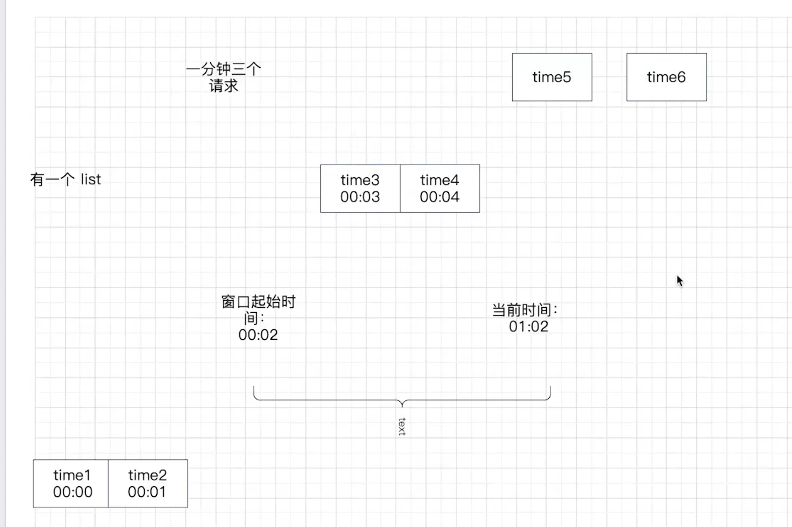 一分钟三个
请求
time5
time6
有一个 list
time3
00:03
time4
00:04
窗口起始时
间：
00:02
当前时间：
01:02
text
time1
00:00
time2
00:01